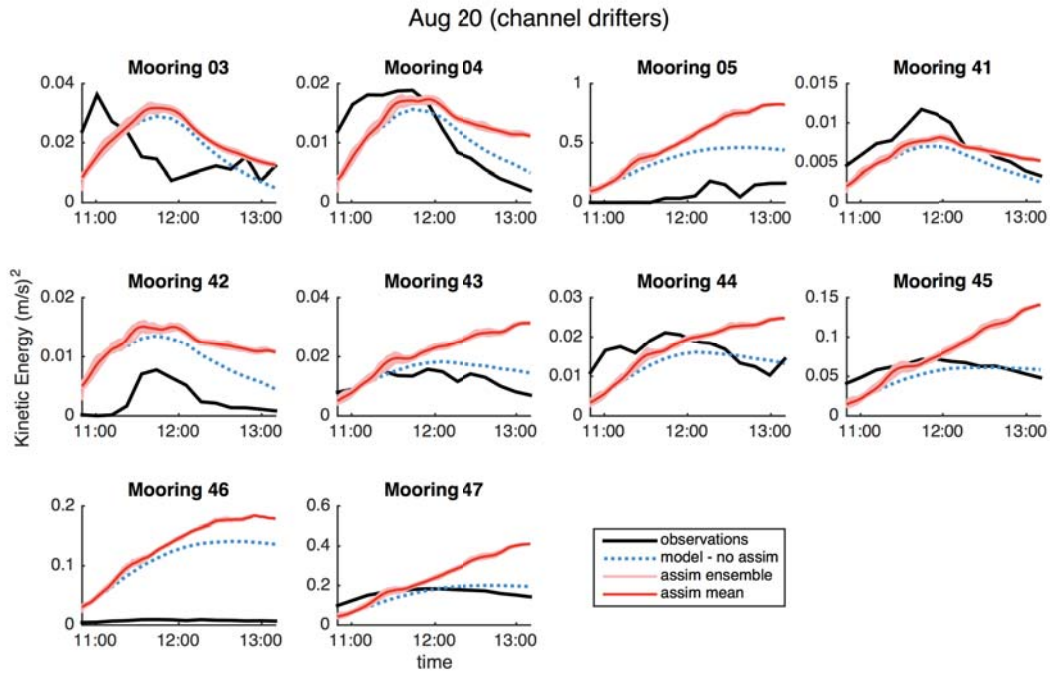 Aug 20 (channel drifters)
Mooring 03
Mooring 04
Mooring 05
Mooring 41
0.04
0.02
0
11:00 12:00 13:00
0.02
0.01
0
11:00 12:00 13:00
1
0.5
0
11:00 12:00 13:00
0.015
0.01
0.005
0
11:00 12:00 13:00
Kinetic Energy (m/s)²
Mooring 42
Mooring 43
Mooring 44
Mooring 45
0.02
0.01
0
11:00 12:00 13:00
0.04
0.02
0
11:00 12:00 13:00
0.03
0.02
0.01
0
11:00 12:00 13:00
0.15
0.1
0.05
0
11:00 12:00 13:00
Mooring 46
Mooring 47
0.2
0.1
0
11:00 12:00 13:00
0.6
0.4
0.2
0
11:00 12:00 13:00
time
observations
model - no assim
assim ensemble
assim mean